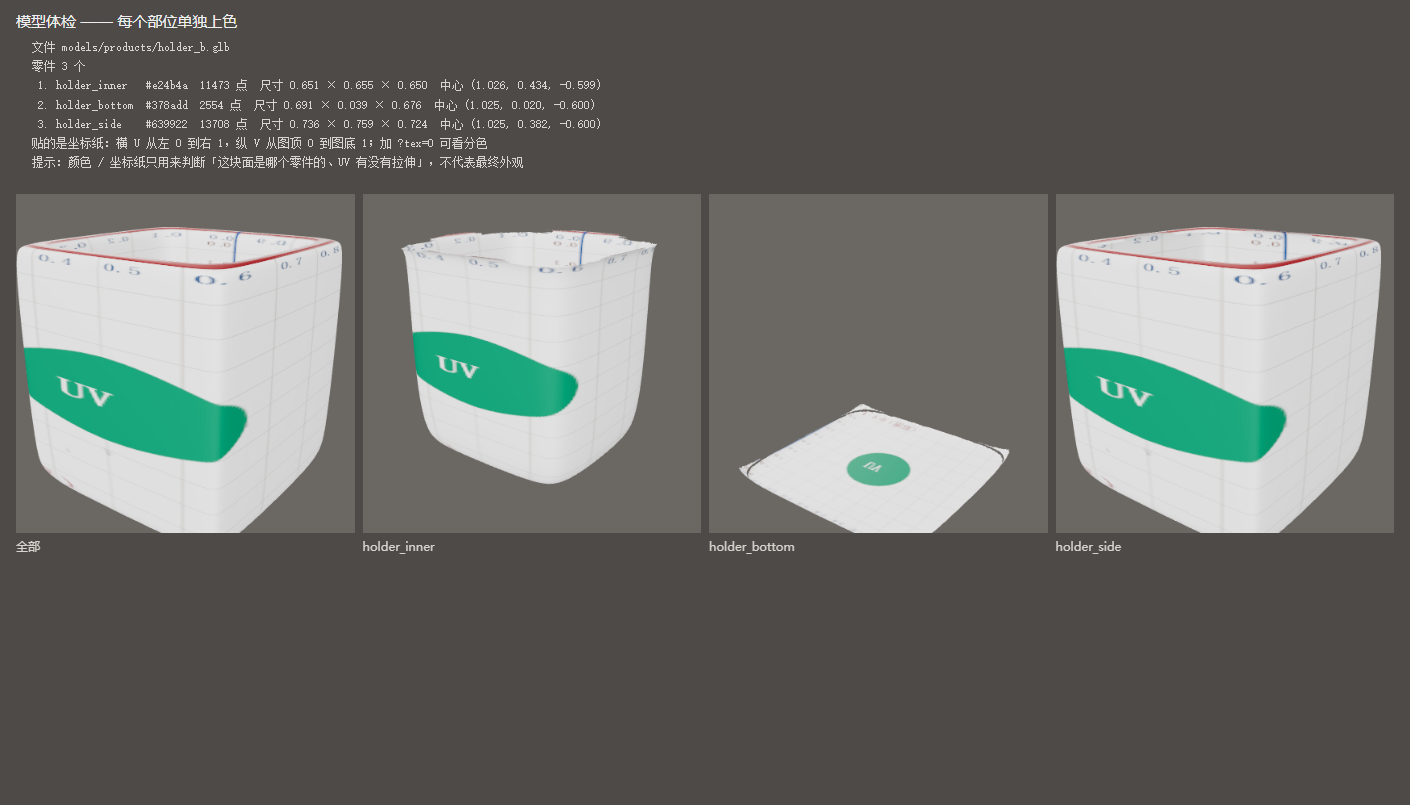 模型体检 —— 每个部位单独上色
文件 models/products/holder_b.glb
零件 3 个
1. holder_inner #e24b4a 11473 点 尺寸 0.651 × 0.655 × 0.650 中心 (1.026, 0.434, -0.599)
2. holder_bottom #378add 2554 点 尺寸 0.691 × 0.039 × 0.676 中心 (1.025, 0.020, -0.600)
3. holder_side #639922 13708 点 尺寸 0.736 × 0.759 × 0.724 中心 (1.025, 0.382, -0.600)
贴的是坐标纸: 横 U 从左 0 到右 1, 纵 V 从图顶 0 到图底 1; 加 ?tex=0 可看分色
提示: 颜色 / 坐标纸只用来判断「这块面是哪个零件的、UV 有没有拉伸」, 不代表最终外观
0.4 0.5 0.6 0.7 0.8
UV
全部
0.4 0.5 0.6 0.7
UV
holder_inner
UV
holder_bottom
0.4 0.5 0.6 0.7 0.8
UV
holder_side